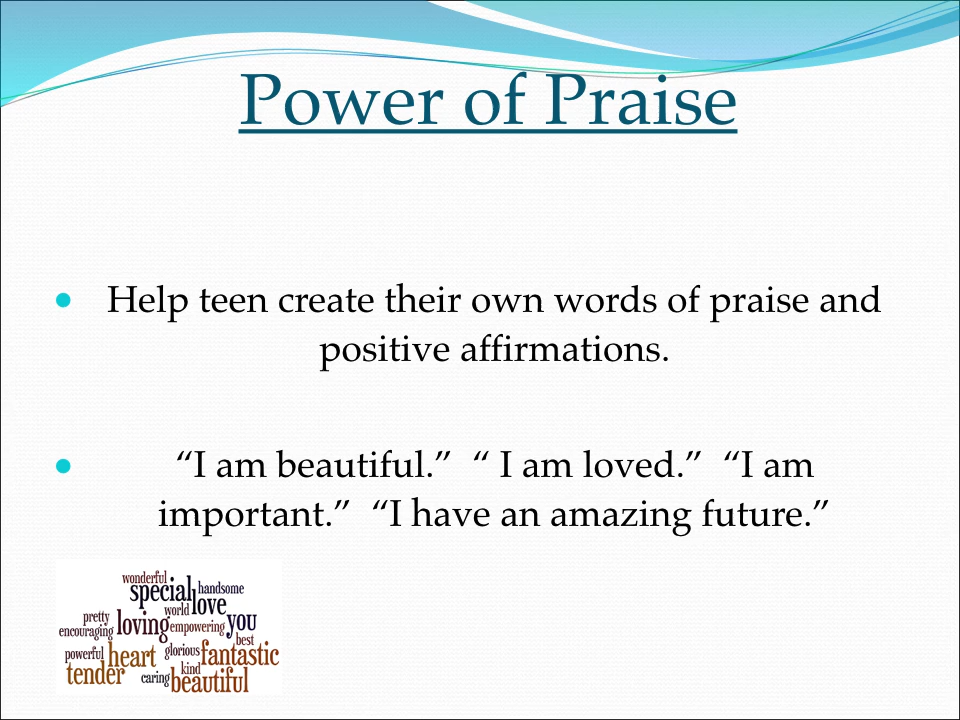 Power of Praise
• Help teen create their own words of praise and
positive affirmations.
• “I am beautiful.” “ I am loved.” “I am
important.” “I have an amazing future.”
wonderful
special handsome
world love
pretty
encouraging loving empowering you
best
powerful heart glorious fantastic
kind
tender caring beautiful